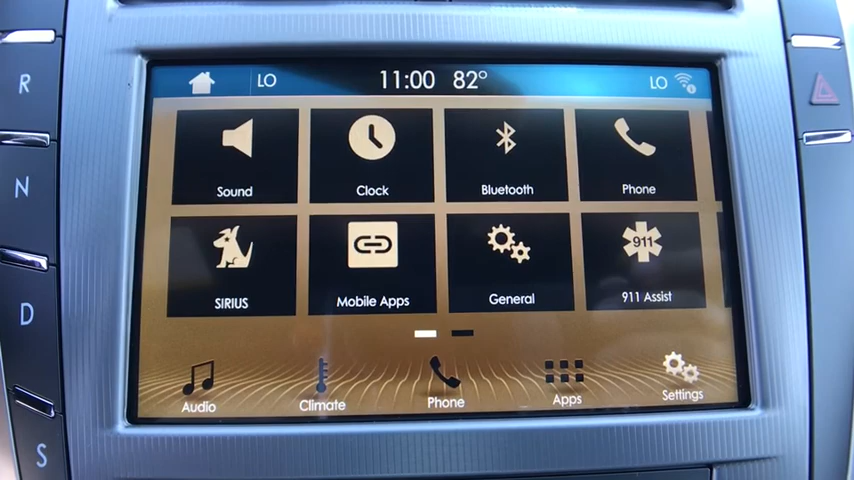 R
N
D
S
LO 11:00 82° LO
Sound Clock Bluetooth Phone
911
SIRIUS Mobile Apps General 911 Assist
Audio Climate Phone Apps Settings